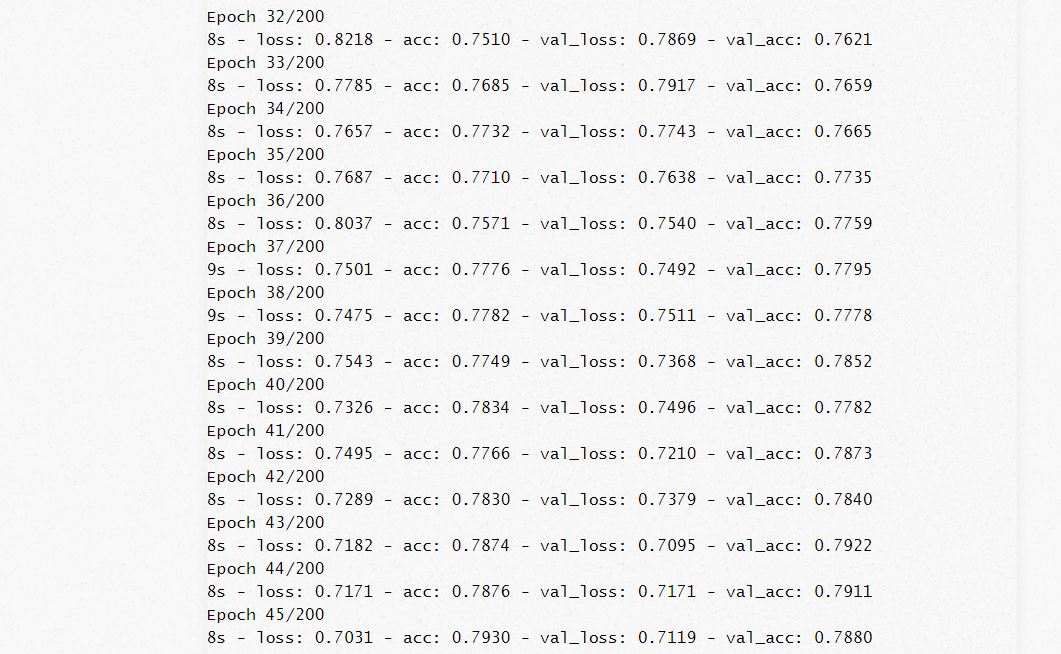 Epoch 32/200
8s - loss: 0.8218 - acc: 0.7510 - val_loss: 0.7869 - val_acc: 0.7621
Epoch 33/200
8s - loss: 0.7785 - acc: 0.7685 - val_loss: 0.7917 - val_acc: 0.7659
Epoch 34/200
8s - loss: 0.7657 - acc: 0.7732 - val_loss: 0.7743 - val_acc: 0.7665
Epoch 35/200
8s - loss: 0.7687 - acc: 0.7710 - val_loss: 0.7638 - val_acc: 0.7735
Epoch 36/200
8s - loss: 0.8037 - acc: 0.7571 - val_loss: 0.7540 - val_acc: 0.7759
Epoch 37/200
9s - loss: 0.7501 - acc: 0.7776 - val_loss: 0.7492 - val_acc: 0.7795
Epoch 38/200
9s - loss: 0.7475 - acc: 0.7782 - val_loss: 0.7511 - val_acc: 0.7778
Epoch 39/200
8s - loss: 0.7543 - acc: 0.7749 - val_loss: 0.7368 - val_acc: 0.7852
Epoch 40/200
8s - loss: 0.7326 - acc: 0.7834 - val_loss: 0.7496 - val_acc: 0.7782
Epoch 41/200
8s - loss: 0.7495 - acc: 0.7766 - val_loss: 0.7210 - val_acc: 0.7873
Epoch 42/200
8s - loss: 0.7289 - acc: 0.7830 - val_loss: 0.7379 - val_acc: 0.7840
Epoch 43/200
8s - loss: 0.7182 - acc: 0.7874 - val_loss: 0.7095 - val_acc: 0.7922
Epoch 44/200
8s - loss: 0.7171 - acc: 0.7876 - val_loss: 0.7171 - val_acc: 0.7911
Epoch 45/200
8s - loss: 0.7031 - acc: 0.7930 - val_loss: 0.7119 - val_acc: 0.7880